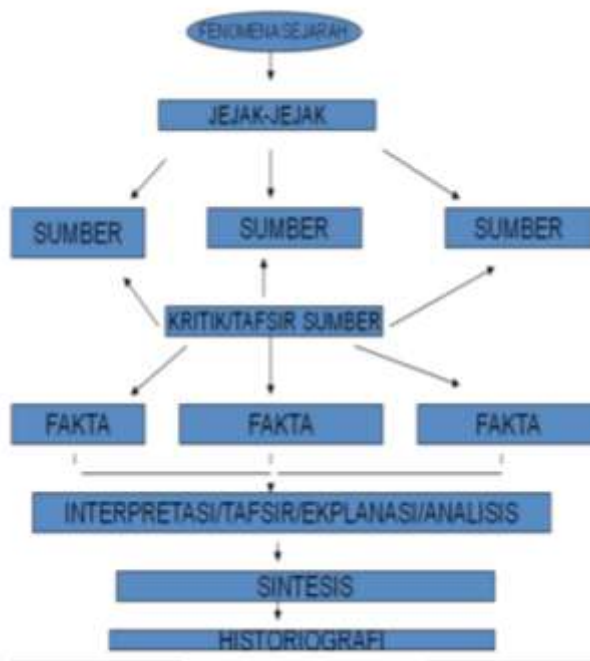 FENOMENA SEJARAH
JEJAK-JEJAK
SUMBER
SUMBER
SUMBER
KRITIK/TAFSIR SUMBER
FAKTA
FAKTA
FAKTA
INTERPRETASI/TAFSIR/EKPLANASI/ANALISIS
SINTESIS
HISTORIOGRAFI